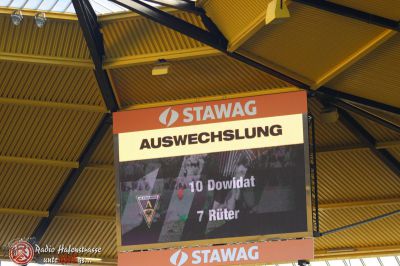 STAWAG
AUSWECHSLUNG
10 Dowidat
7 Rüter
STAWAG
Radio Hafenstrasse